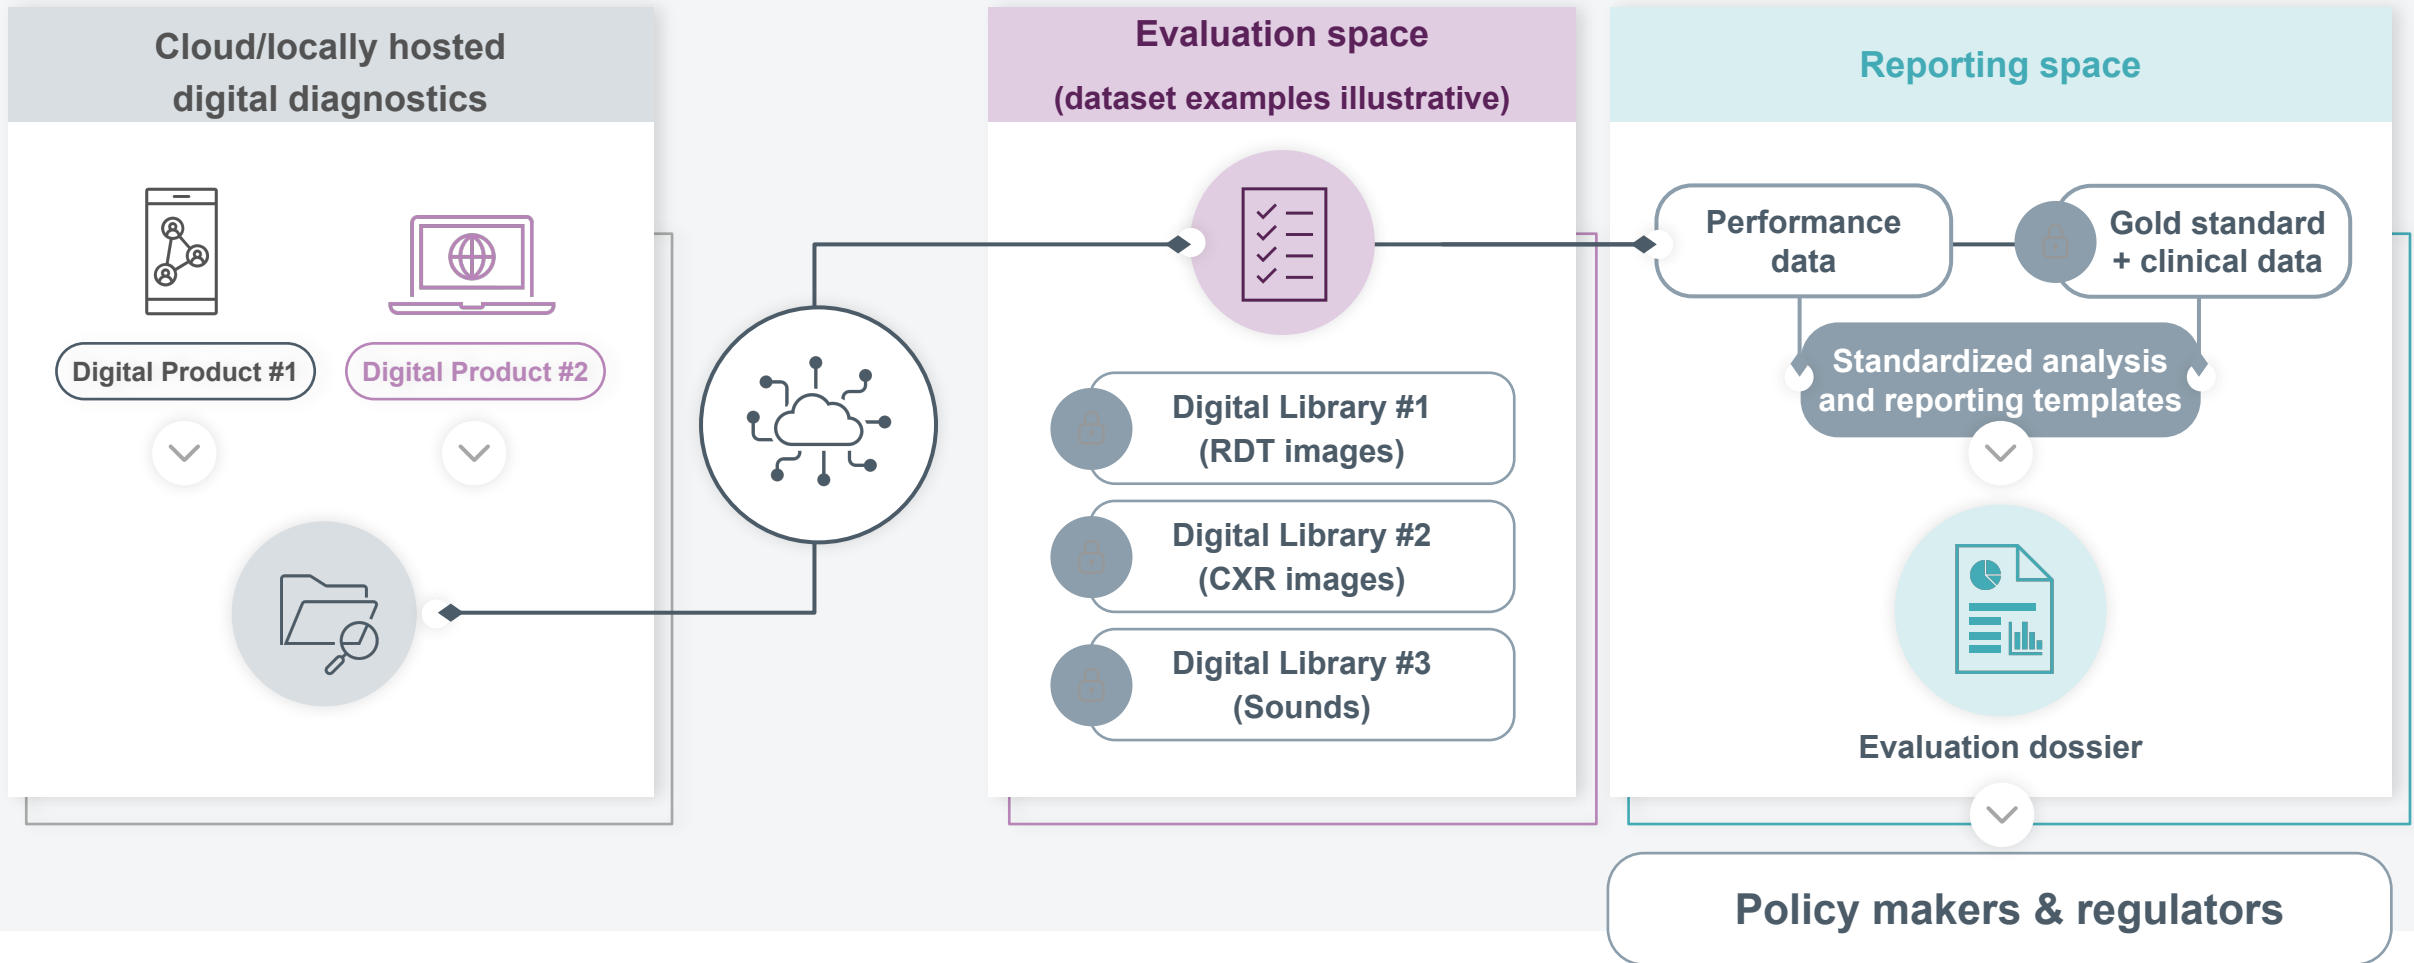 Cloud/locally hosted
digital diagnostics
Digital Product #1
Digital Product #2
Evaluation space
(dataset examples illustrative)
Digital Library #1
(RDT images)
Digital Library #2
(CXR images)
Digital Library #3
(Sounds)
Reporting space
Performance
data
Gold standard
+ clinical data
Standardized analysis
and reporting templates
Evaluation dossier
Policy makers & regulators